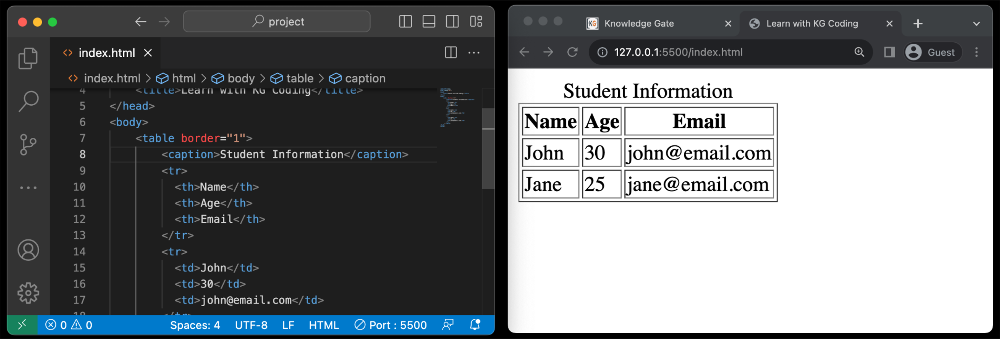 project
index.html
index.html > html > body > table > caption
4 <title>Learn with KG Coding</title>
5 </head>
6 <body>
7 <table border="1">
8 <caption>Student Information</caption>
9 <tr>
10 <th>Name</th>
11 <th>Age</th>
12 <th>Email</th>
13 </tr>
14 <tr>
15 <td>John</td>
16 <td>30</td>
17 <td>john@email.com</td>
18 </tr>
0 0 Spaces: 4 UTF-8 LF HTML Port : 5500
KG Knowledge Gate Learn with KG Coding
127.0.0.1:5500/index.html Guest
Student Information
Name Age Email
John 30 john@email.com
Jane 25 jane@email.com